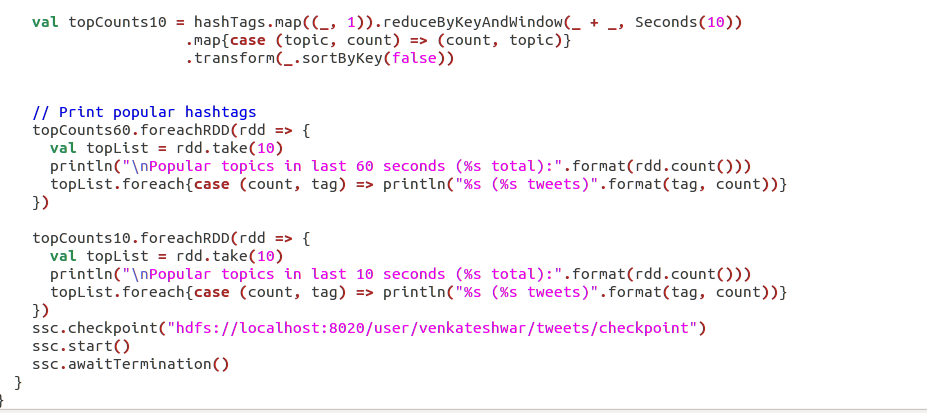 val topCounts10 = hashTags.map((_, 1)).reduceByKeyAndWindow(_ + _, Seconds(10))
.map{case (topic, count) => (count, topic)}
.transform(_.sortByKey(false))
// Print popular hashtags
topCounts60.foreachRDD(rdd => {
val topList = rdd.take(10)
println("\nPopular topics in last 60 seconds (%s total):".format(rdd.count()))
topList.foreach{case (count, tag) => println("%s (%s tweets)".format(tag, count))}
})
topCounts10.foreachRDD(rdd => {
val topList = rdd.take(10)
println("\nPopular topics in last 10 seconds (%s total):".format(rdd.count()))
topList.foreach{case (count, tag) => println("%s (%s tweets)".format(tag, count))}
})
ssc.checkpoint("hdfs://localhost:8020/user/venkateshwar/tweets/checkpoint")
ssc.start()
ssc.awaitTermination()
}
}